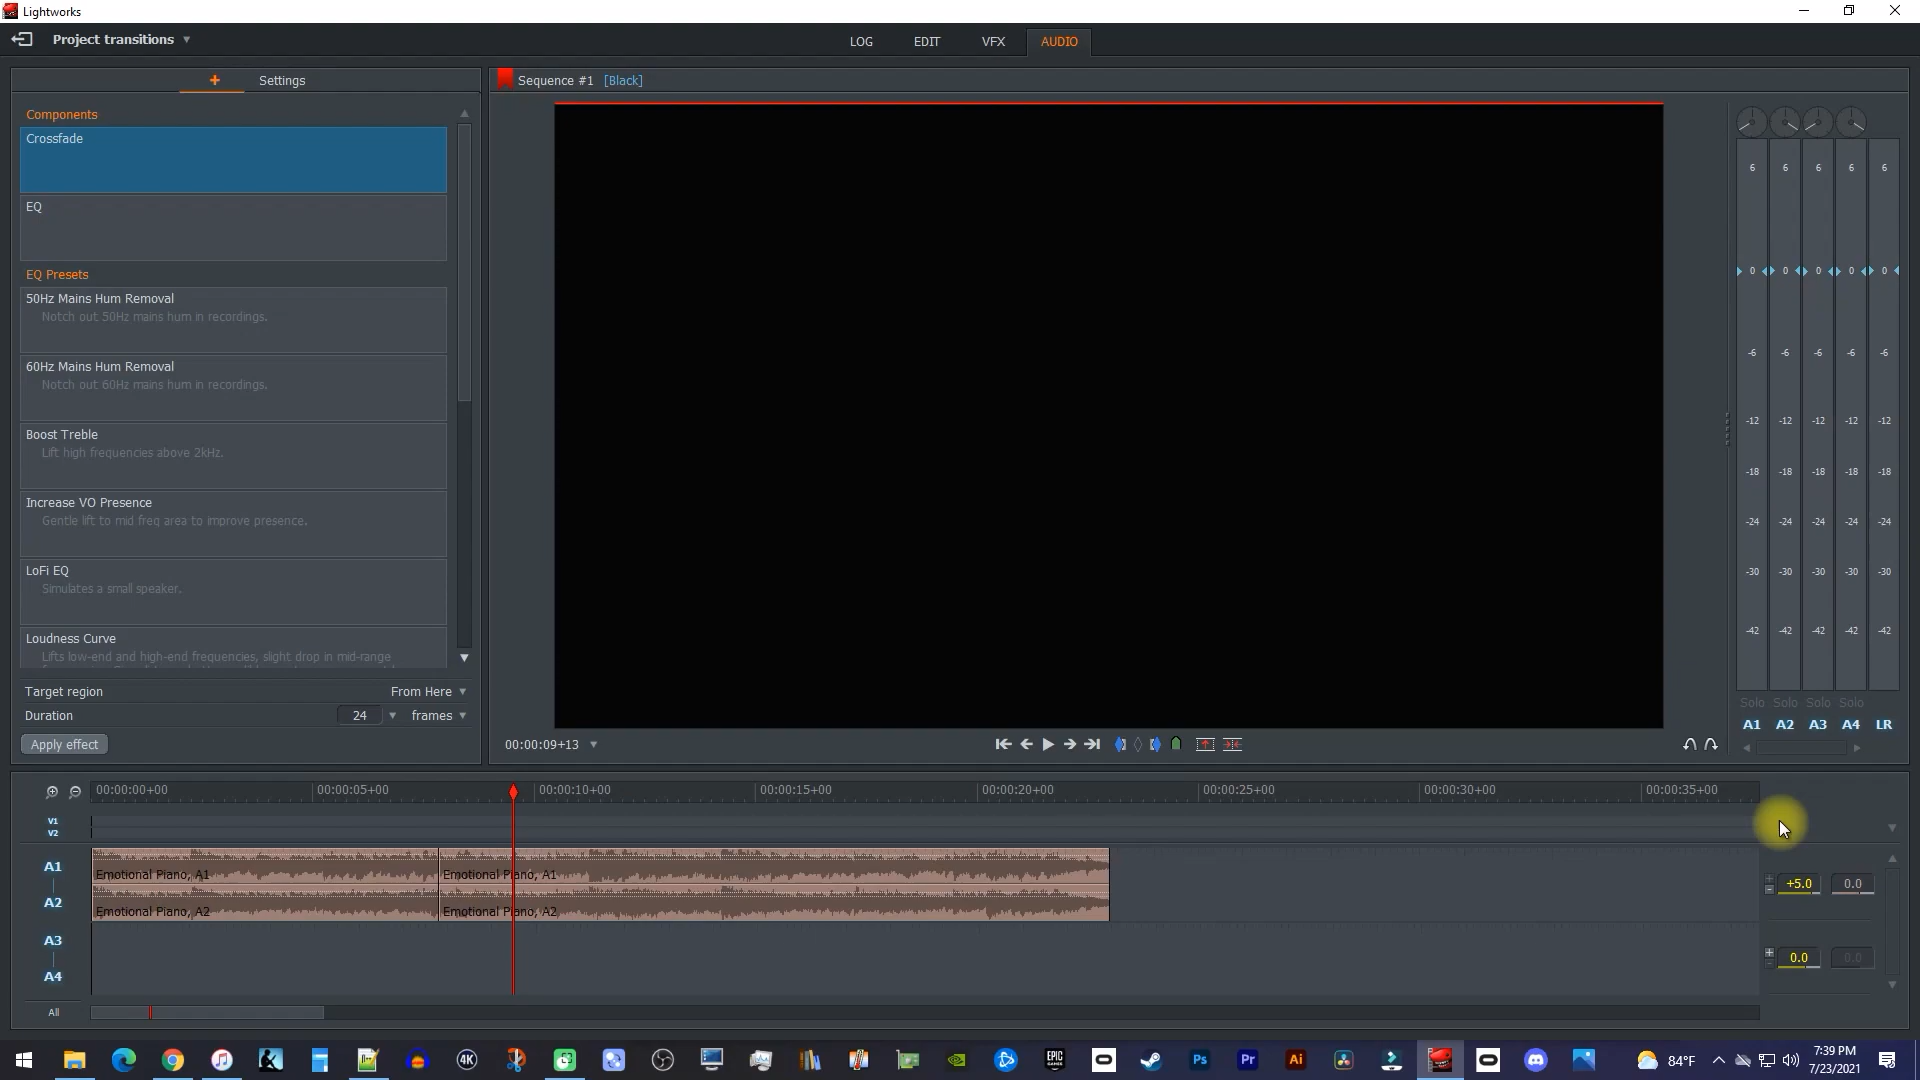 Lightworks
Project transitions
LOG EDIT VFX AUDIO
+ Settings
Components
Crossfade
EQ
EQ Presets
50Hz Mains Hum Removal
Notch out 50Hz mains hum in recordings.
60Hz Mains Hum Removal
Notch out 60Hz mains hum in recordings.
Boost Treble
Lift high frequencies above 2kHz.
Increase VO Presence
Gentle lift to mid freq area to improve presence.
LoFi EQ
Simulates a small speaker.
Loudness Curve
Lifts low-end and high-end frequencies, slight drop in mid-range
Target region From Here
Duration 24 frames
Apply effect
Sequence #1 [Black]
00:00:09+13
6 6 6 6 6
0 0 0 0 0
-6 -6 -6 -6 -6
-12 -12 -12 -12 -12
-18 -18 -18 -18 -18
-24 -24 -24 -24 -24
-30 -30 -30 -30 -30
-42 -42 -42 -42 -42
Solo Solo Solo Solo
A1 A2 A3 A4 LR
00:00:00+00 00:00:05+00 00:00:10+00 00:00:15+00 00:00:20+00 00:00:25+00 00:00:30+00 00:00:35+00
V1
V2
A1 Emotional Piano, A1 Emotional Piano, A1
+5.0 0.0
A2 Emotional Piano, A2 Emotional Piano, A2
A3
0.0 0.0
A4
All
4K EPIC GAMES Ps Pr Ai 84°F
7:39 PM
7/23/2021